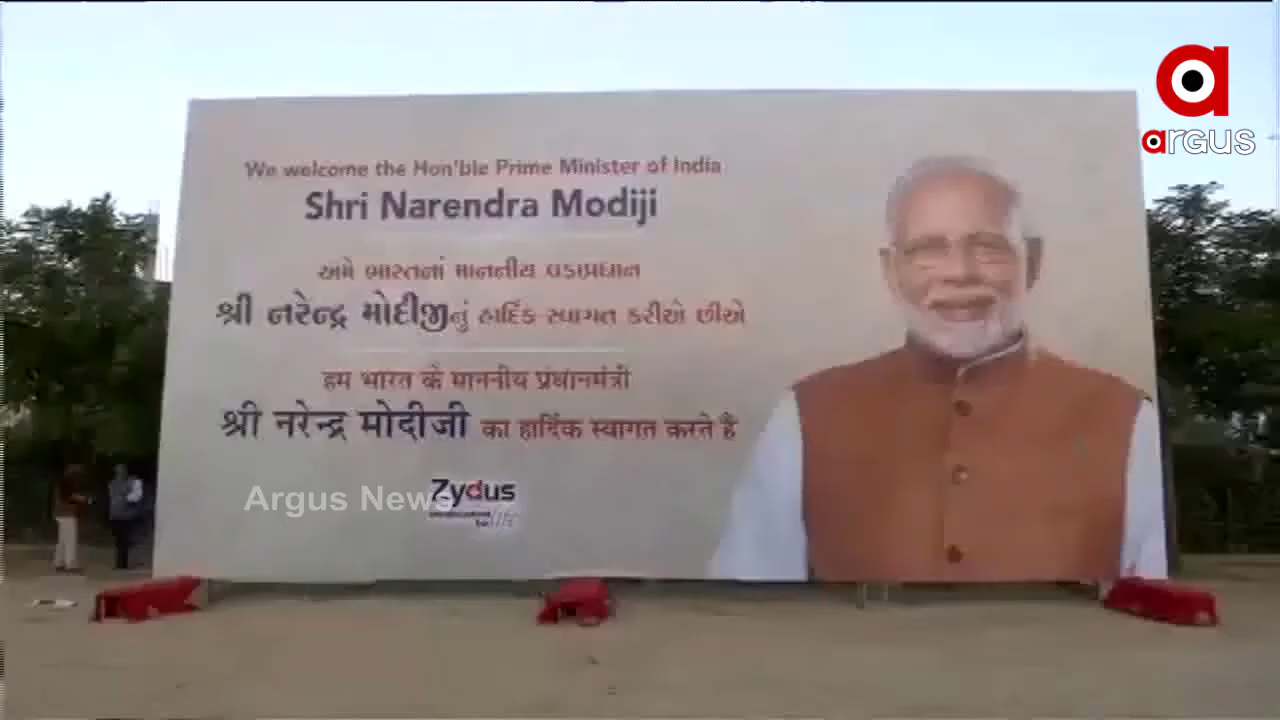 argus
We welcome the Hon'ble Prime Minister of India
Shri Narendra Modiji
અમે ભારતનાં માનનીય વડાપ્રધાન
શ્રી નરેન્દ્ર મોદીજીનું હાર્દિક સ્વાગત કરીએ છીએ
हम भारत के माननीय प्रधानमंत्री
श्री नरेन्द्र मोदीजी का हार्दिक स्वागत करते है
Zydus
Argus News